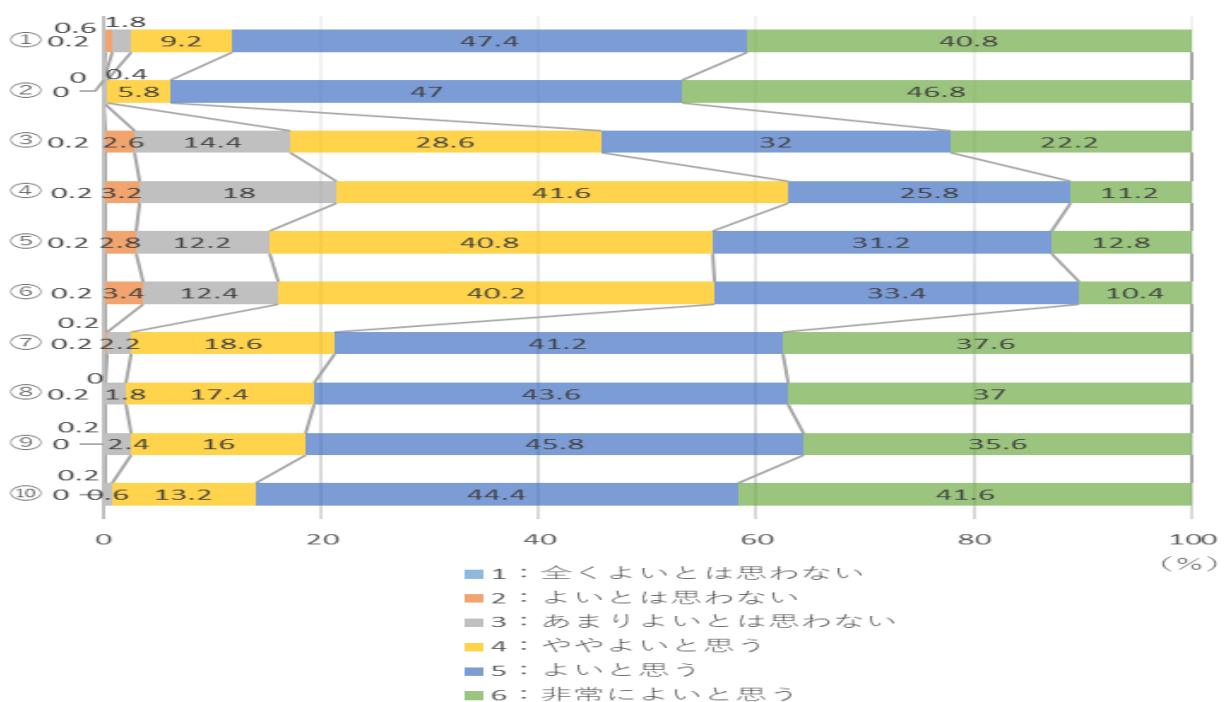 0.6 1.8
① 0.2 9.2 47.4 40.8
0 0.4
② 0 5.8 47 46.8
③ 0.2 2.6 14.4 28.6 32 22.2
④ 0.2 3.2 18 41.6 25.8 11.2
⑤ 0.2 2.8 12.2 40.8 31.2 12.8
⑥ 0.2 3.4 12.4 40.2 33.4 10.4
0.2
⑦ 0.2 2.2 18.6 41.2 37.6
0
⑧ 0.2 1.8 17.4 43.6 37
0.2
⑨ 0 2.4 16 45.8 35.6
0.2
⑩ 0 0.6 13.2 44.4 41.6
0 20 40 60 80 100
(%)
1：全くよいとは思わない
2：よいとは思わない
3：あまりよいとは思わない
4：ややよいと思う
5：よいと思う
6：非常によいと思う